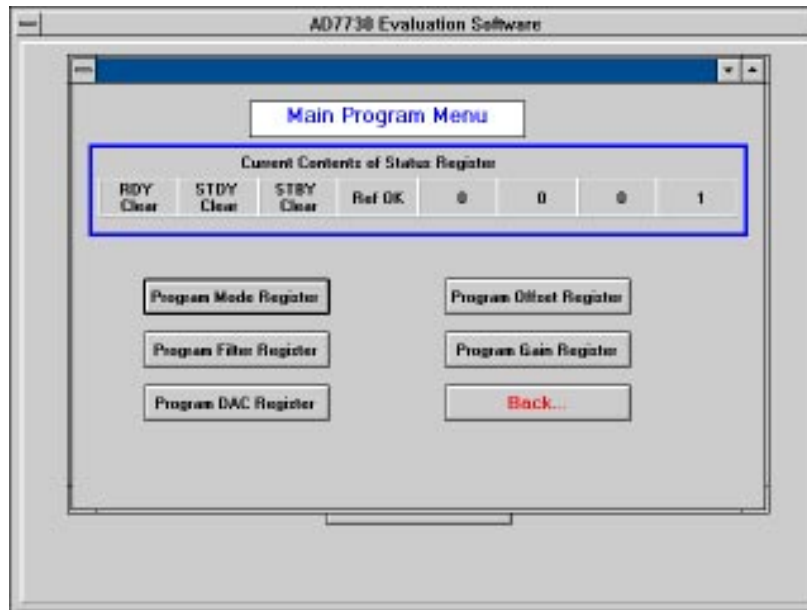 AD7730 Evaluation Software
Main Program Menu
Current Contents of Status Register
RDY Clear STDY Clear STBY Clear Ref OK 0 0 0 1
Program Mode Register Program Offset Register
Program Filter Register Program Gain Register
Program DAC Register Back...